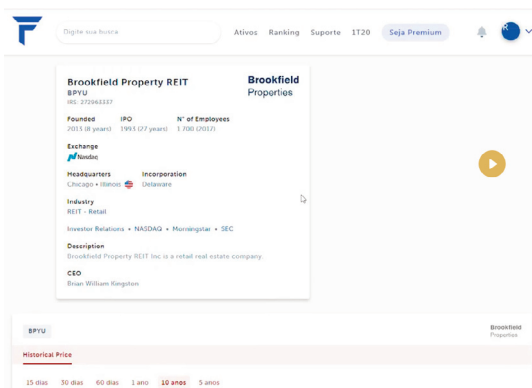 Digite sua busca
Ativos Ranking Suporte IT20 Seja Premium
R
Brookfield Property REIT
BPYU
IRS: 272963337
Brookfield
Properties
Founded IPO N° of Employees
2013 (8 years) 1993 (27 years) 1 700 (2017)
Exchange
Nasdaq
Headquarters Incorporation
Chicago • Illinois Delaware
Industry
REIT - Retail
Investor Relations • NASDAQ • Morningstar • SEC
Description
Brookfield Property REIT Inc is a retail real estate company.
CEO
Brian William Kingston
BPYU
Brookfield
Properties
Historical Price
15 dias 30 dias 60 dias 1 ano 10 anos 5 anos